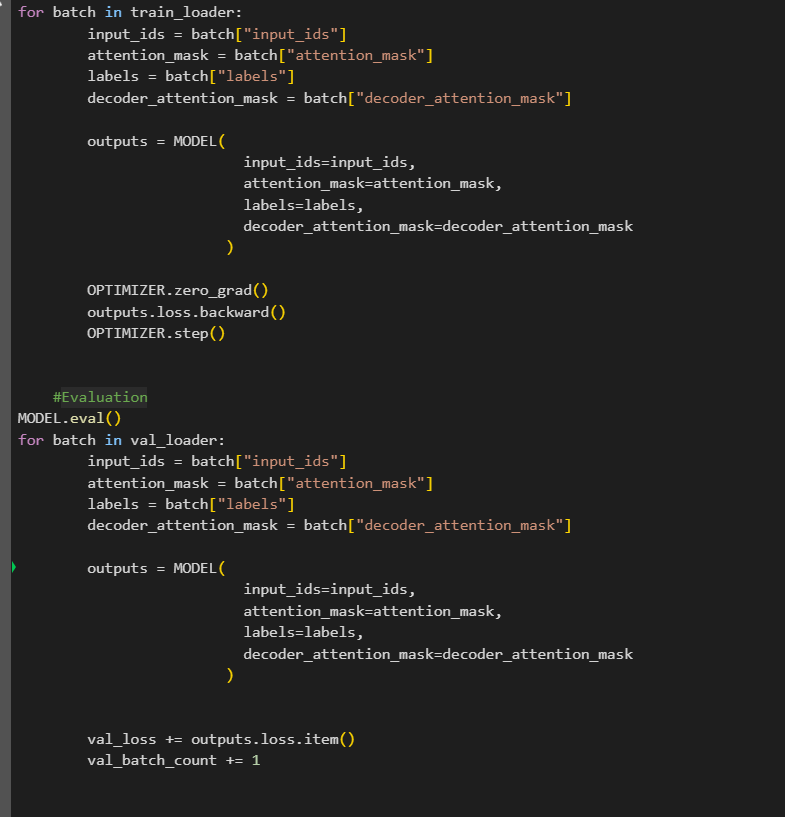 for batch in train_loader:
input_ids = batch["input_ids"]
attention_mask = batch["attention_mask"]
labels = batch["labels"]
decoder_attention_mask = batch["decoder_attention_mask"]
outputs = MODEL(
input_ids=input_ids,
attention_mask=attention_mask,
labels=labels,
decoder_attention_mask=decoder_attention_mask
)
OPTIMIZER.zero_grad()
outputs.loss.backward()
OPTIMIZER.step()
#Evaluation
MODEL.eval()
for batch in val_loader:
input_ids = batch["input_ids"]
attention_mask = batch["attention_mask"]
labels = batch["labels"]
decoder_attention_mask = batch["decoder_attention_mask"]
outputs = MODEL(
input_ids=input_ids,
attention_mask=attention_mask,
labels=labels,
decoder_attention_mask=decoder_attention_mask
)
val_loss += outputs.loss.item()
val_batch_count += 1